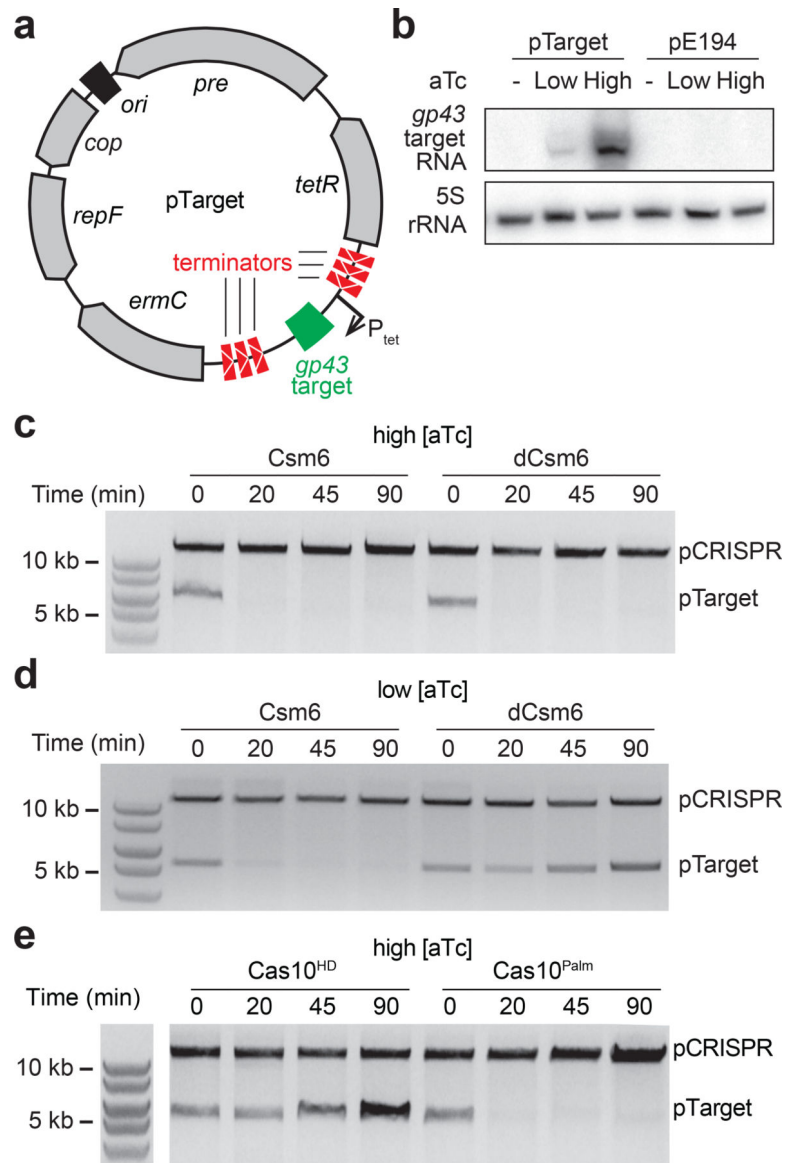 a
pre
ori
cop
tetR
pTarget
repF
terminators
ermC
Ptet
gp43
target
b
pTarget pE194
aTc - Low High - Low High
gp43
target
RNA
5S
rRNA
c
high [aTc]
Csm6 dCsm6
Time (min) 0 20 45 90 0 20 45 90
pCRISPR
10 kb
pTarget
5 kb
d
low [aTc]
Csm6 dCsm6
Time (min) 0 20 45 90 0 20 45 90
pCRISPR
10 kb
pTarget
5 kb
e
high [aTc]
Cas10HD Cas10Palm
Time (min) 0 20 45 90 0 20 45 90
pCRISPR
10 kb
pTarget
5 kb